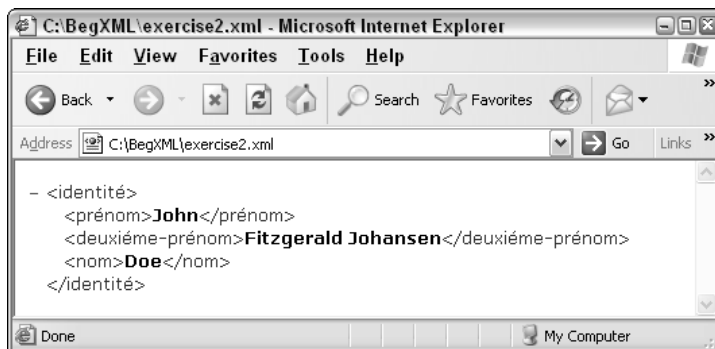 C:\BegXML\exercise2.xml - Microsoft Internet Explorer
File Edit View Favorites Tools Help
Back Search Favorites »
Address C:\BegXML\exercise2.xml Go Links »
– <identité>
<prénom>John</prénom>
<deuxiéme-prénom>Fitzgerald Johansen</deuxiéme-prénom>
<nom>Doe</nom>
</identité>
Done My Computer